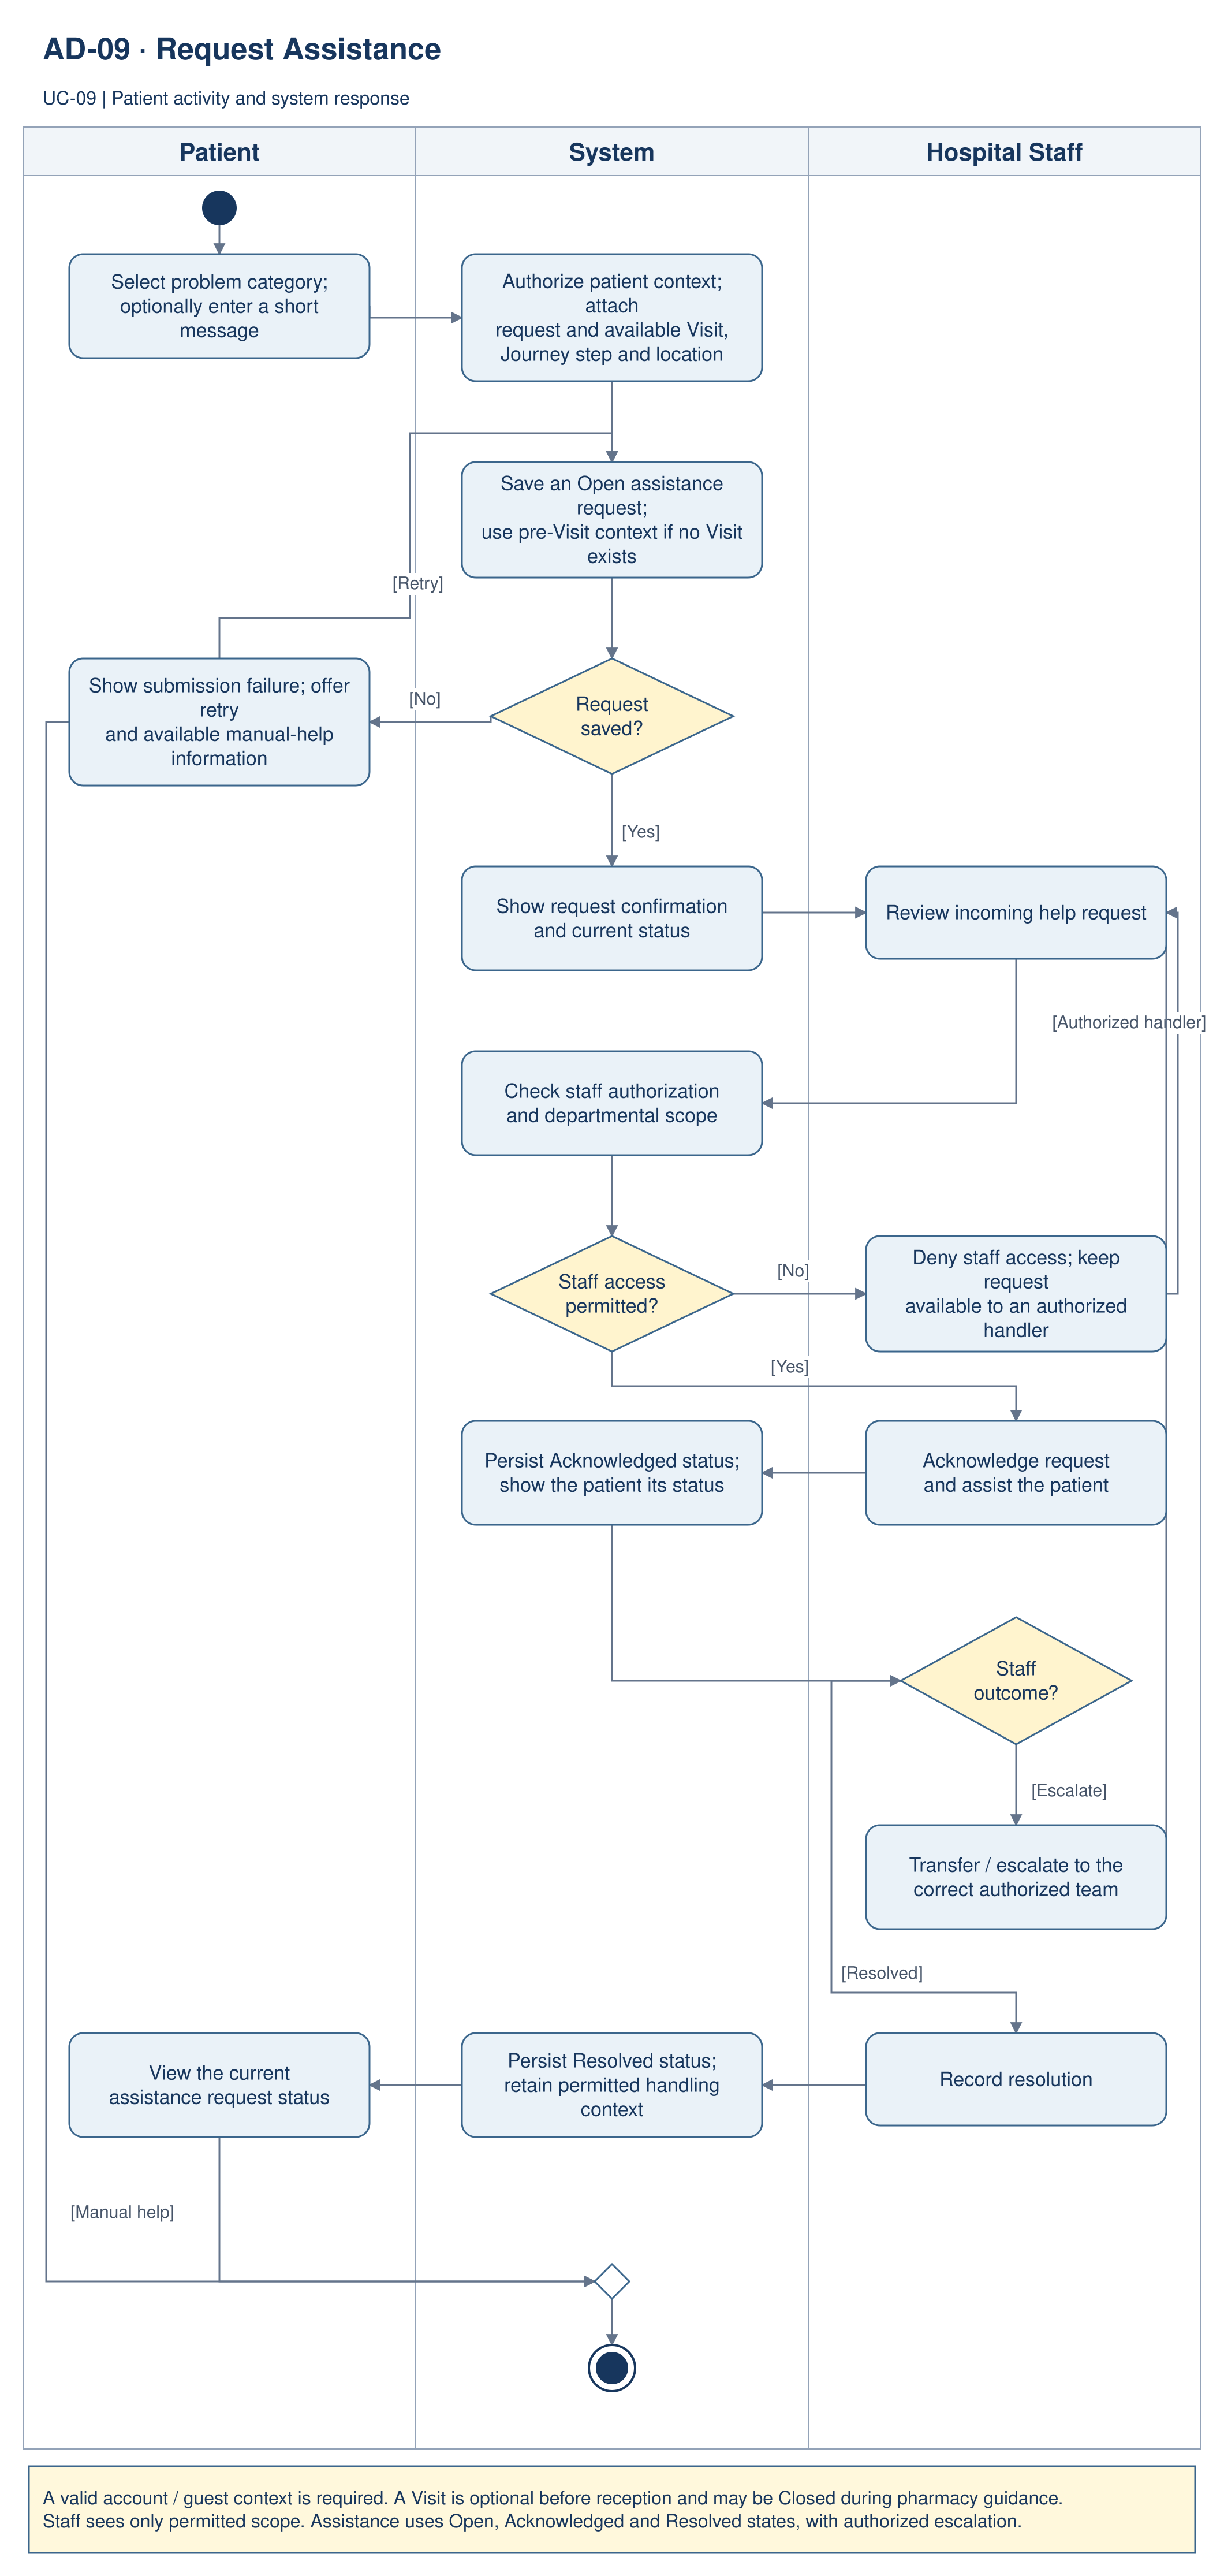 AD-09 · Request Assistance
UC-09 | Patient activity and system response
Patient
System
Hospital Staff
Select problem category;
optionally enter a short
message
Authorize patient context;
attach
request and available Visit,
Journey step and location
Save an Open assistance
request;
use pre-Visit context if no Visit
exists
[Retry]
Show submission failure; offer
retry
and available manual-help
information
[No]
Request
saved?
[Yes]
Show request confirmation
and current status
Review incoming help request
[Authorized handler]
Check staff authorization
and departmental scope
Staff access
permitted?
[No]
Deny staff access; keep
request
available to an authorized
handler
[Yes]
Persist Acknowledged status;
show the patient its status
Acknowledge request
and assist the patient
Staff
outcome?
[Escalate]
Transfer / escalate to the
correct authorized team
[Resolved]
View the current
assistance request status
Persist Resolved status;
retain permitted handling
context
Record resolution
[Manual help]
A valid account / guest context is required. A Visit is optional before reception and may be Closed during pharmacy guidance.
Staff sees only permitted scope. Assistance uses Open, Acknowledged and Resolved states, with authorized escalation.